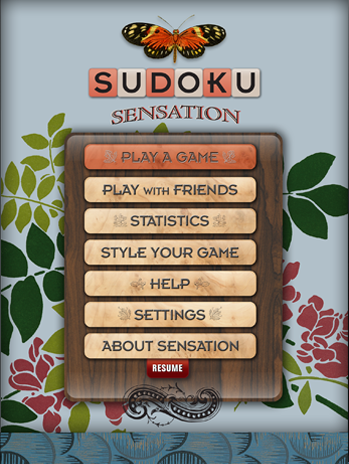 SUDOKU
SENSATION
PLAY A GAME
PLAY WITH FRIENDS
STATISTICS
STYLE YOUR GAME
HELP
SETTINGS
ABOUT SENSATION
RESUME